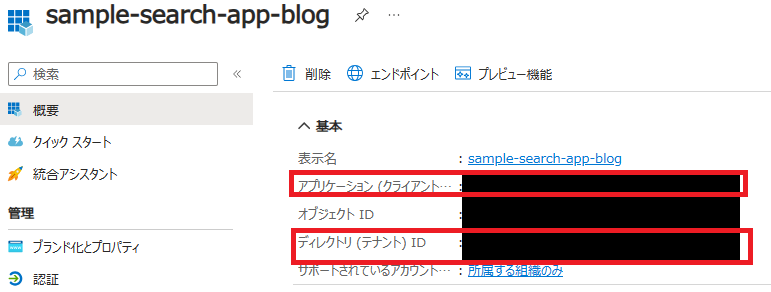 sample-search-app-blog
検索
削除
エンドポイント
プレビュー機能
概要
クイック スタート
統合アシスタント
管理
ブランド化とプロパティ
認証
基本
表示名 : sample-search-app-blog
アプリケーション (クライアント… :
オブジェクト ID :
ディレクトリ (テナント) ID :
サポートされているアカウント… : 所属する組織のみ